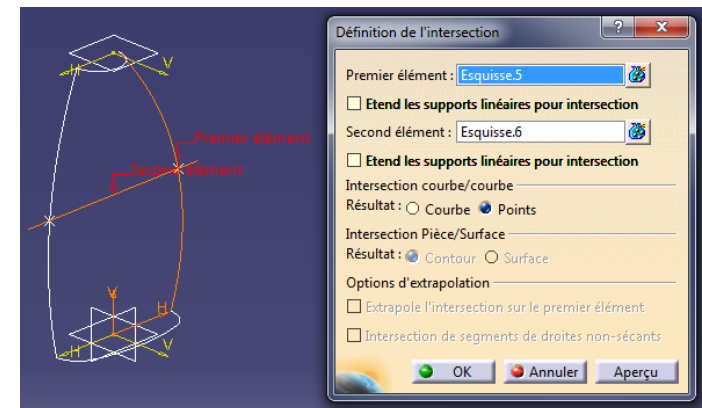 H
V
Premier élément
Second élément
V
H
H
V
Définition de l'intersection
?
X
Premier élément : Esquisse.5
Etend les supports linéaires pour intersection
Second élément : Esquisse.6
Etend les supports linéaires pour intersection
Intersection courbe/courbe
Résultat : Courbe Points
Intersection Pièce/Surface
Résultat : Contour Surface
Options d'extrapolation
Extrapole l'intersection sur le premier élément
Intersection de segments de droites non-sécants
OK Annuler Aperçu